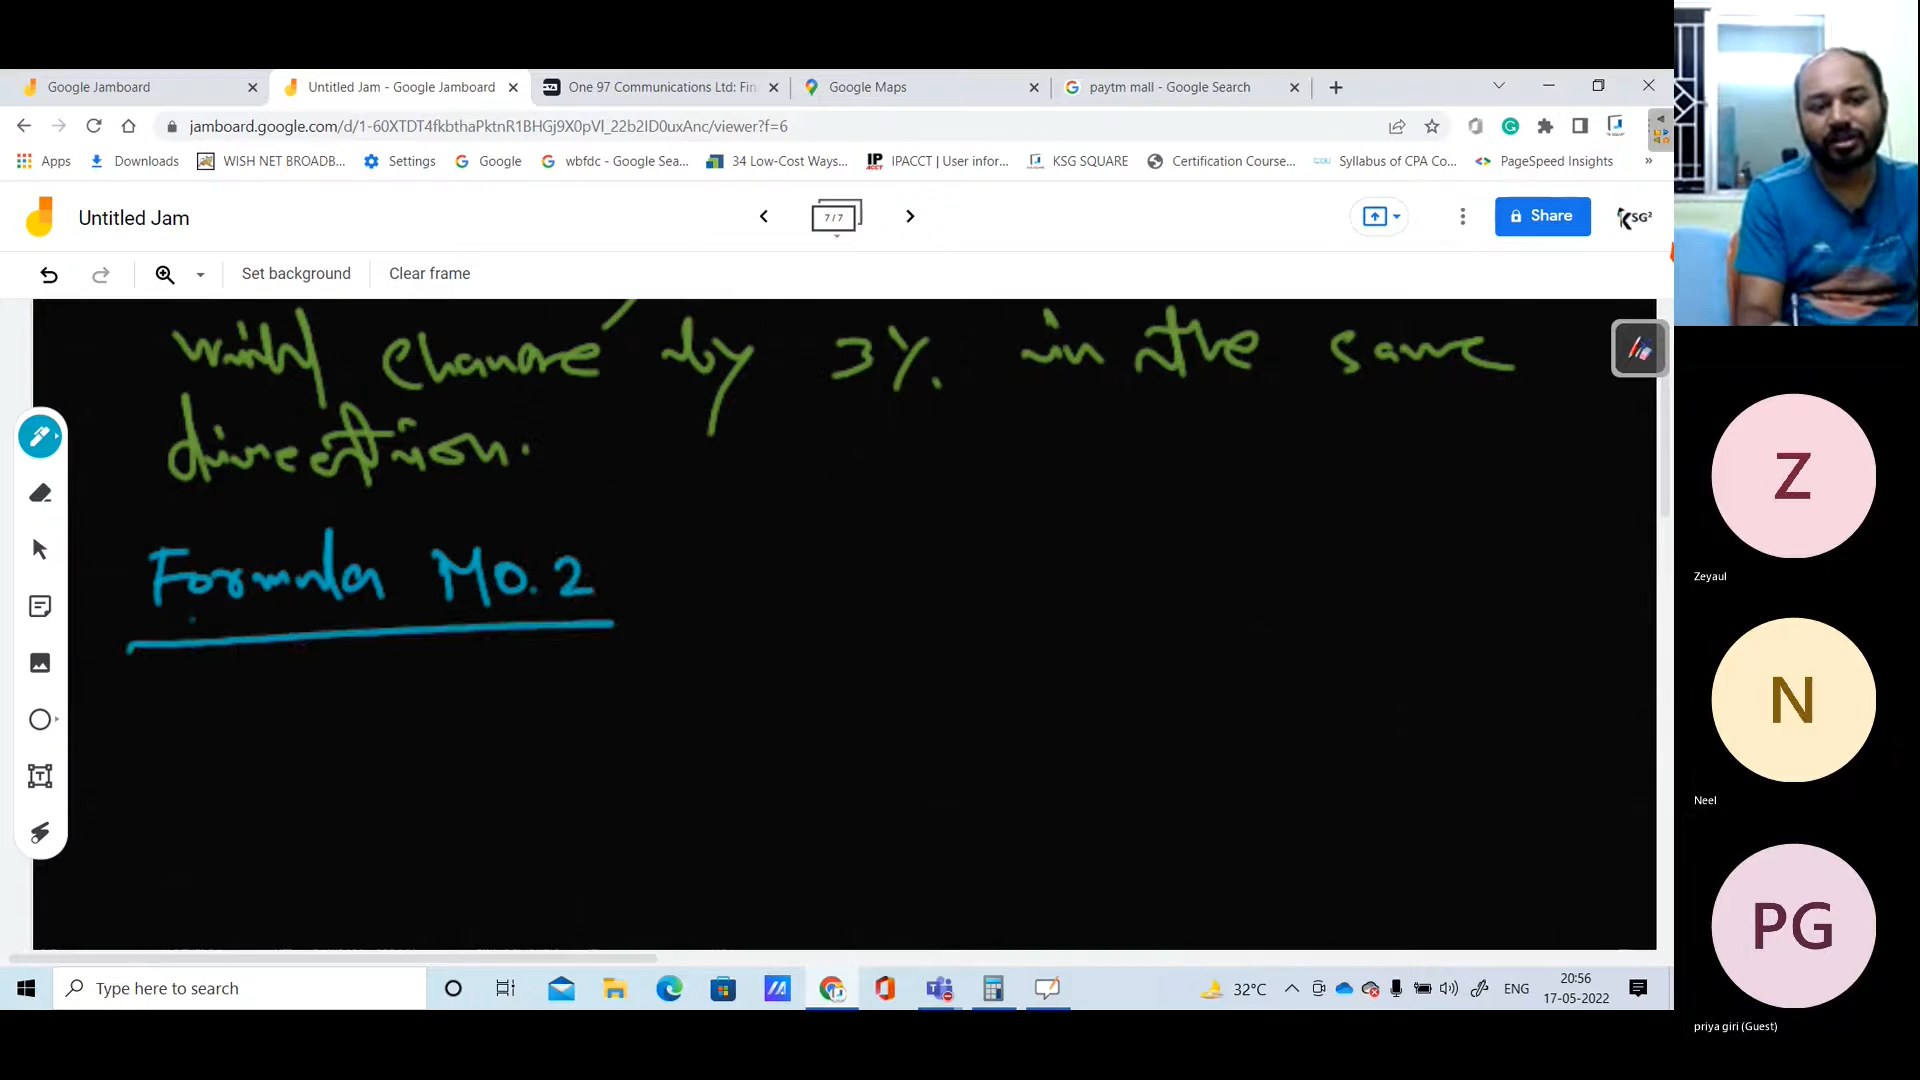 Google Jamboard
Untitled Jam - Google Jamboard
One 97 Communications Ltd: Fin
Google Maps
paytm mall - Google Search
jamboard.google.com/d/1-60XTDT4fkbthaPktnR1BHGj9X0pVl_22b2ID0uxAnc/viewer?f=6
Apps
Downloads
WISH NET BROADB...
Settings
Google
wbfdc - Google Sea...
34 Low-Cost Ways...
IP
IPACCT
IPACCT | User infor...
KSG SQUARE
Certification Course...
Syllabus of CPA Co...
PageSpeed Insights
Untitled Jam
7 / 7
Share
KSG²
Set background
Clear frame
change by 3% in the same
direction.
Formula No. 2
Z
Zeyaul
N
Neel
PG
priya giri (Guest)
Type here to search
32°C
ENG
20:56
17-05-2022